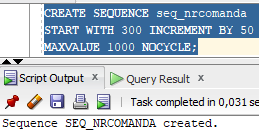 CREATE SEQUENCE seq_nrcomanda
START WITH 300 INCREMENT BY 50
MAXVALUE 1000 NOCYCLE;
Script Output x Query Result x
Task completed in 0,031 se
Sequence SEQ_NRCOMANDA created.